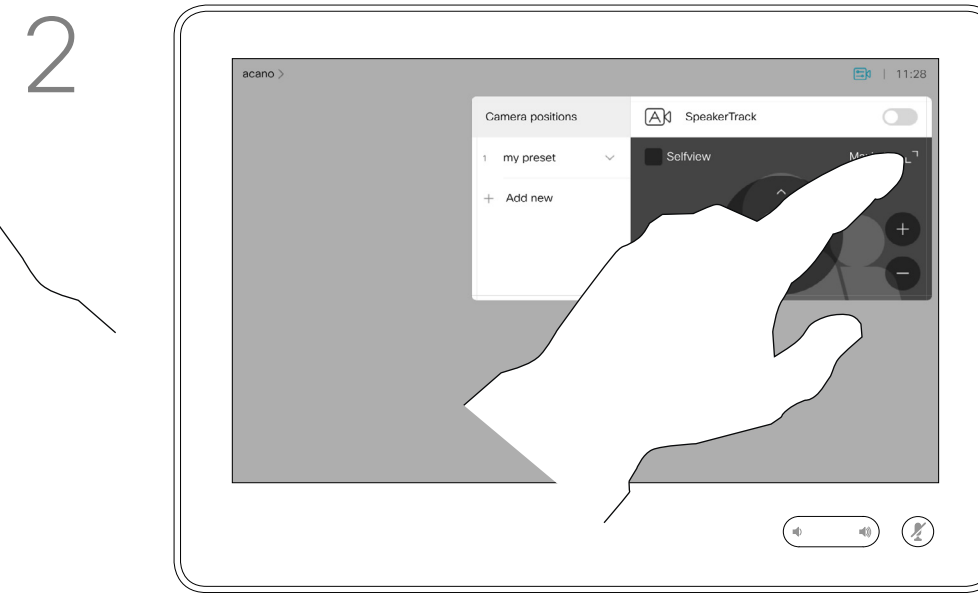 2
acano >
11:28
Camera positions
SpeakerTrack
1 my preset
Selfview
+ Add new